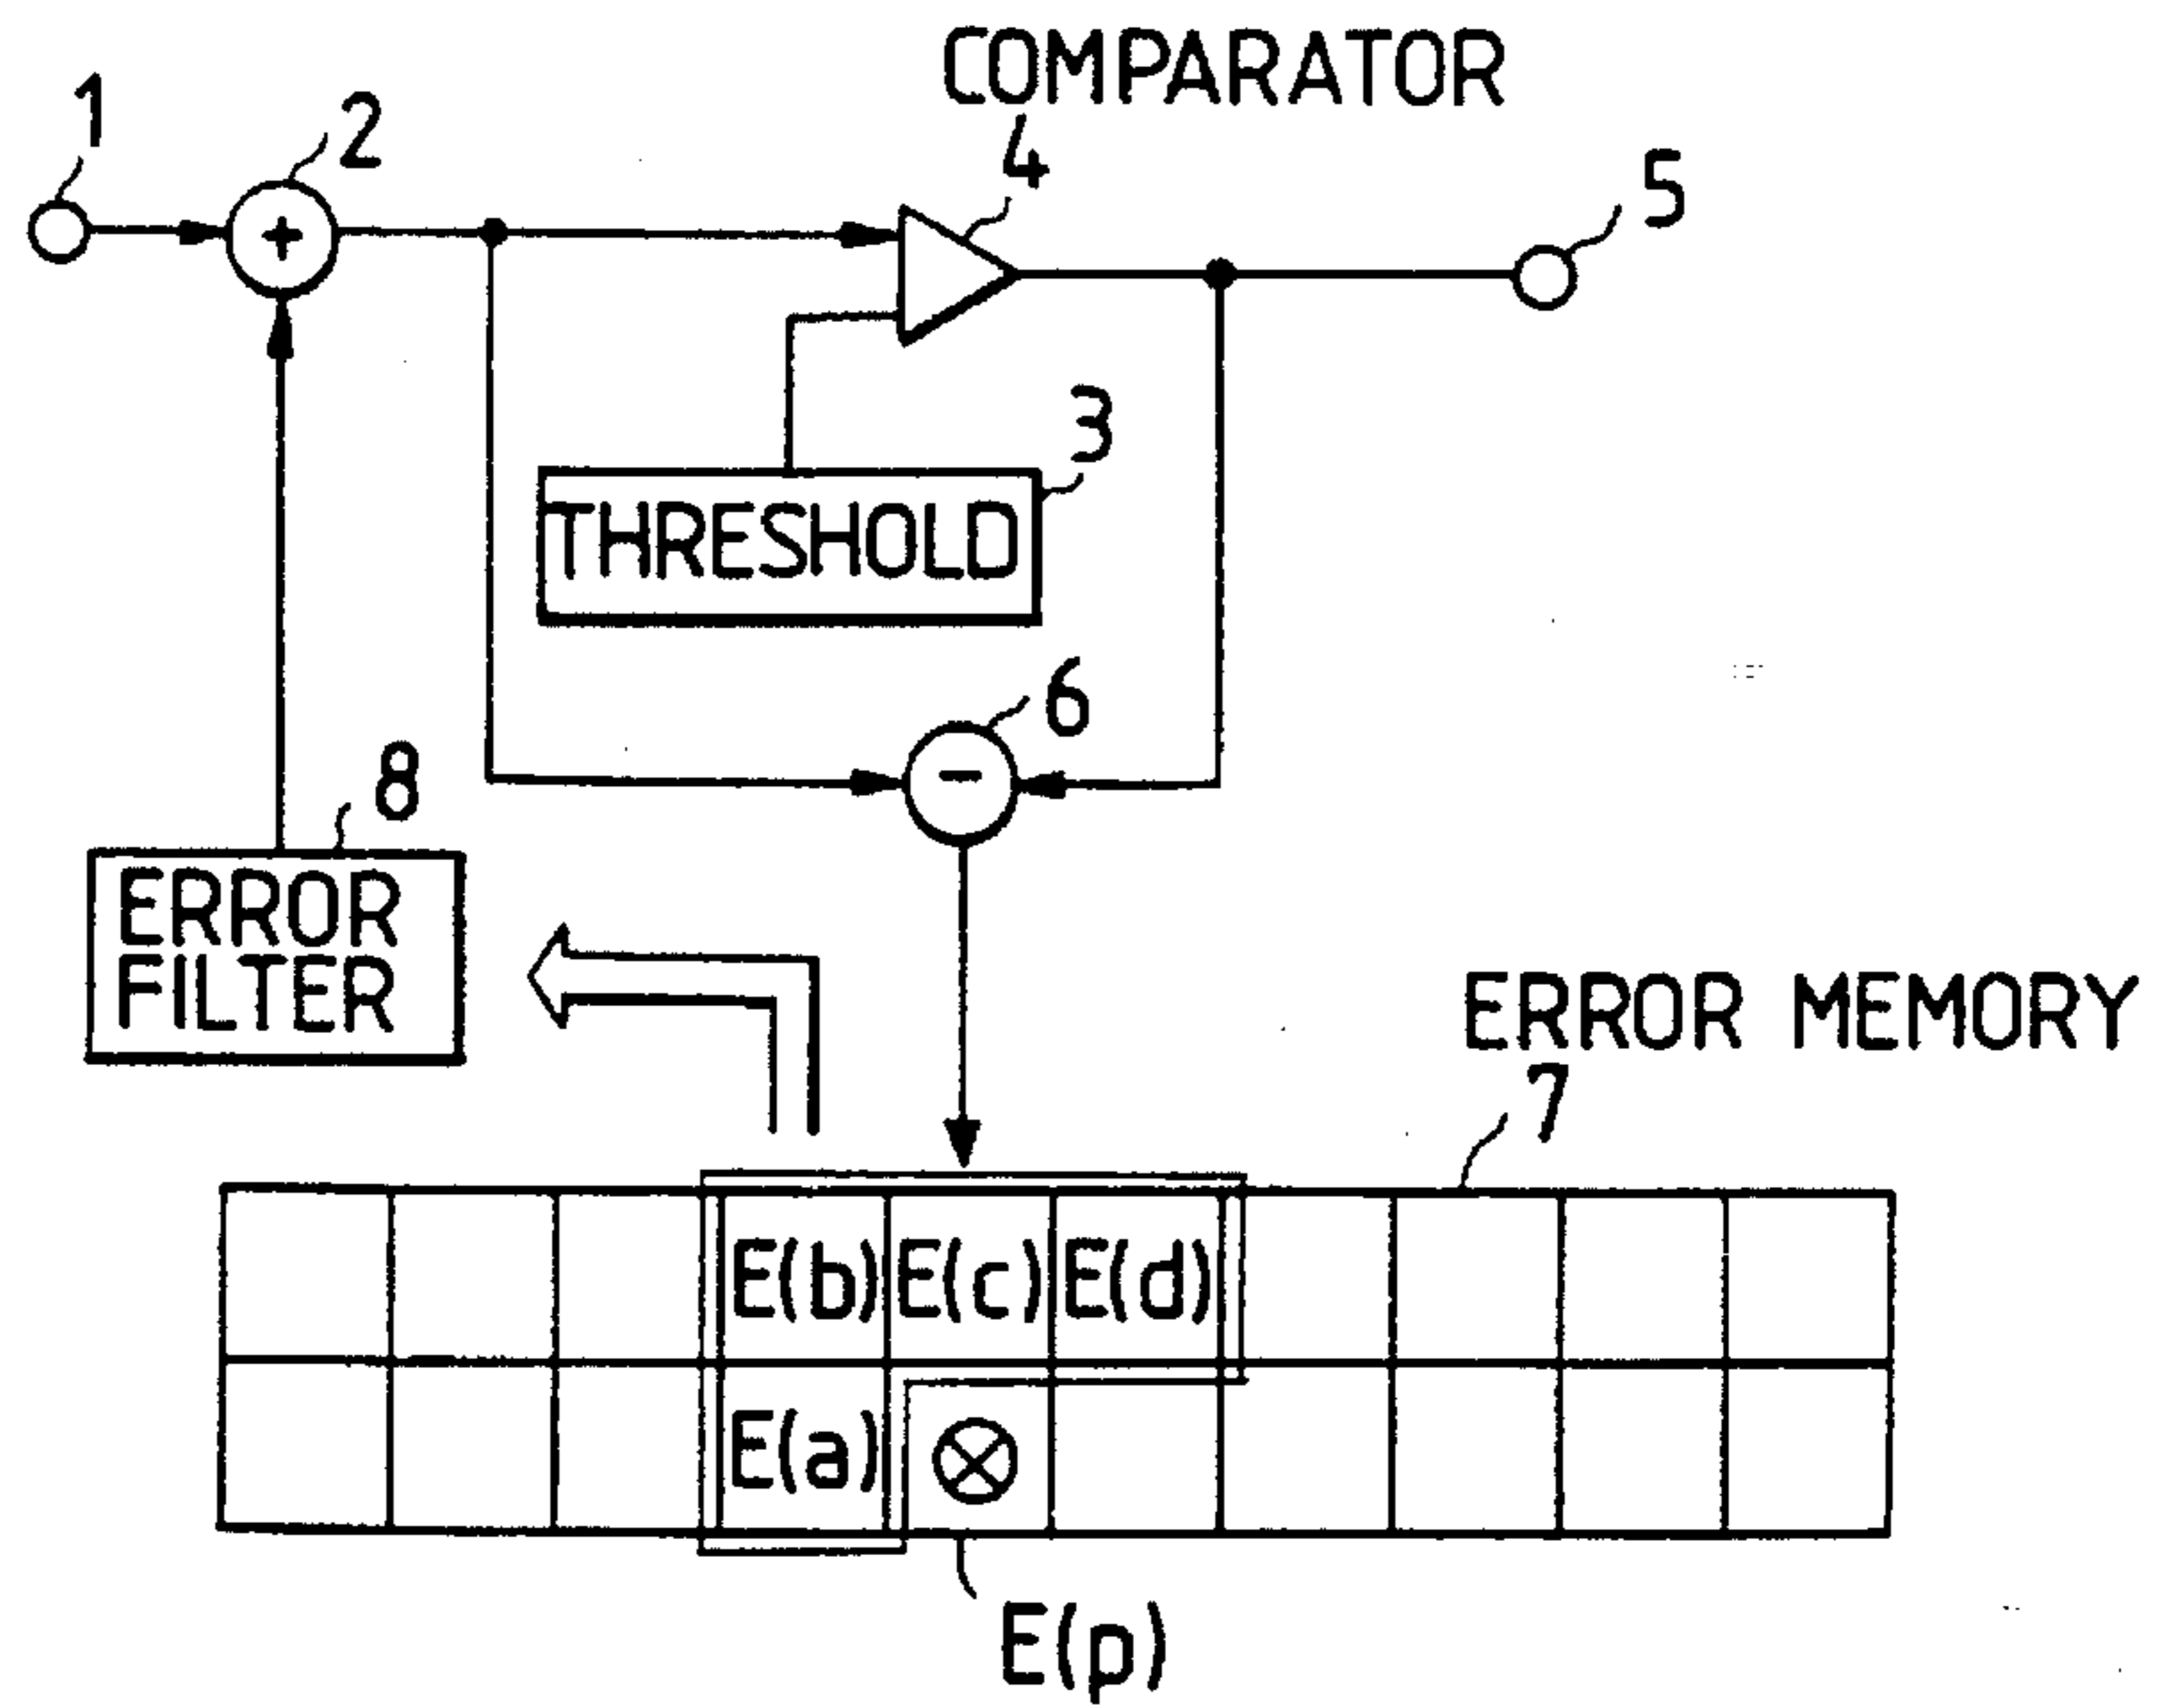 COMPARATOR
1
2
4
5
3
THRESHOLD
6
8
ERROR
FILTER
ERROR MEMORY
7
E(b) E(c) E(d)
E(a)
E(p)